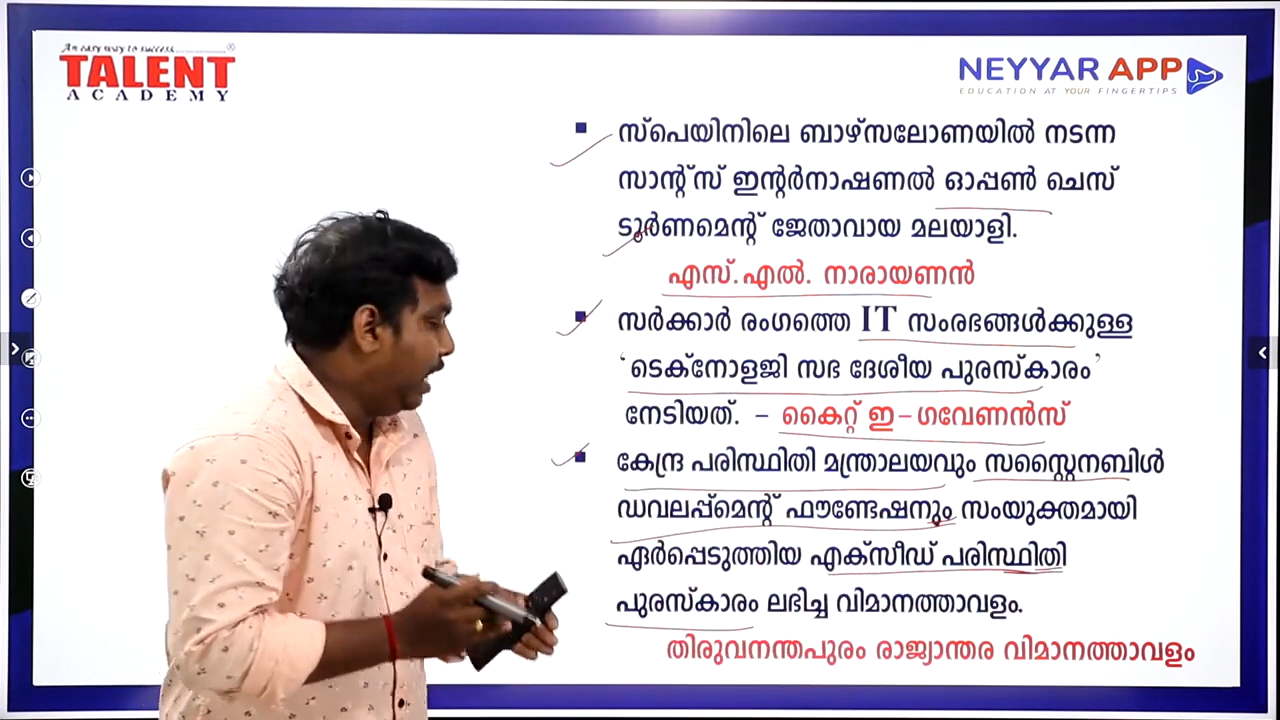 An easy way to success.............®
TALENT
ACADEMY
NEYYAR APP
EDUCATION AT YOUR FINGERTIPS
സ്പെയിനിലെ ബാഴ്സലോണയിൽ നടന്ന
സാന്റ്സ് ഇന്റർനാഷണൽ ഓപ്പൺ ചെസ്
ടൂർണമെന്റ് ജേതാവായ മലയാളി.
എസ്.എൽ. നാരായണൻ
സർക്കാർ രംഗത്തെ IT സംരഭങ്ങൾക്കുള്ള
‘ടെക്നോളജി സഭ ദേശീയ പുരസ്കാരം’
നേടിയത്. – കൈറ്റ് ഇ-ഗവേണൻസ്
കേന്ദ്ര പരിസ്ഥിതി മന്ത്രാലയവും സസ്റ്റൈനബിൾ
ഡവലപ്പ്മെന്റ് ഫൗണ്ടേഷനും സംയുക്തമായി
ഏർപ്പെടുത്തിയ എക്സീഡ് പരിസ്ഥിതി
പുരസ്കാരം ലഭിച്ച വിമാനത്താവളം.
തിരുവനന്തപുരം രാജ്യാന്തര വിമാനത്താവളം